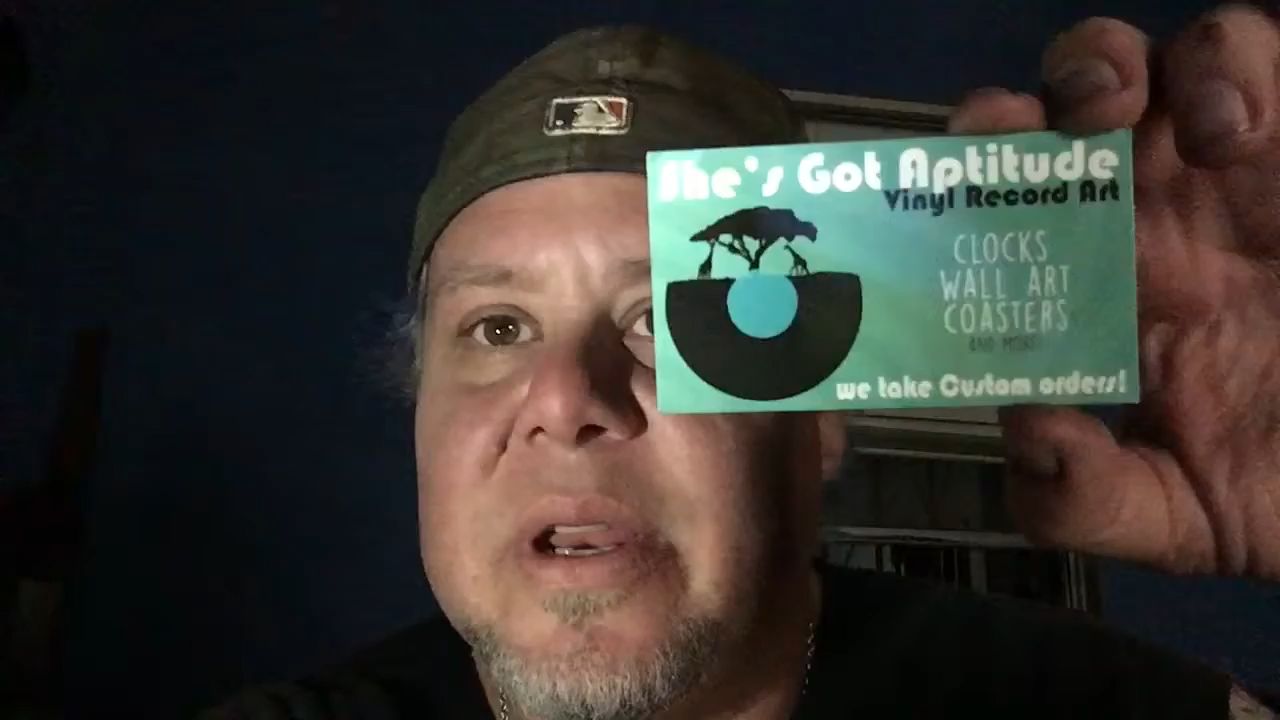 She's Got Aptitude
Vinyl Record Art
CLOCKS
WALL ART
COASTERS
AND MORE
we take Custom orders!